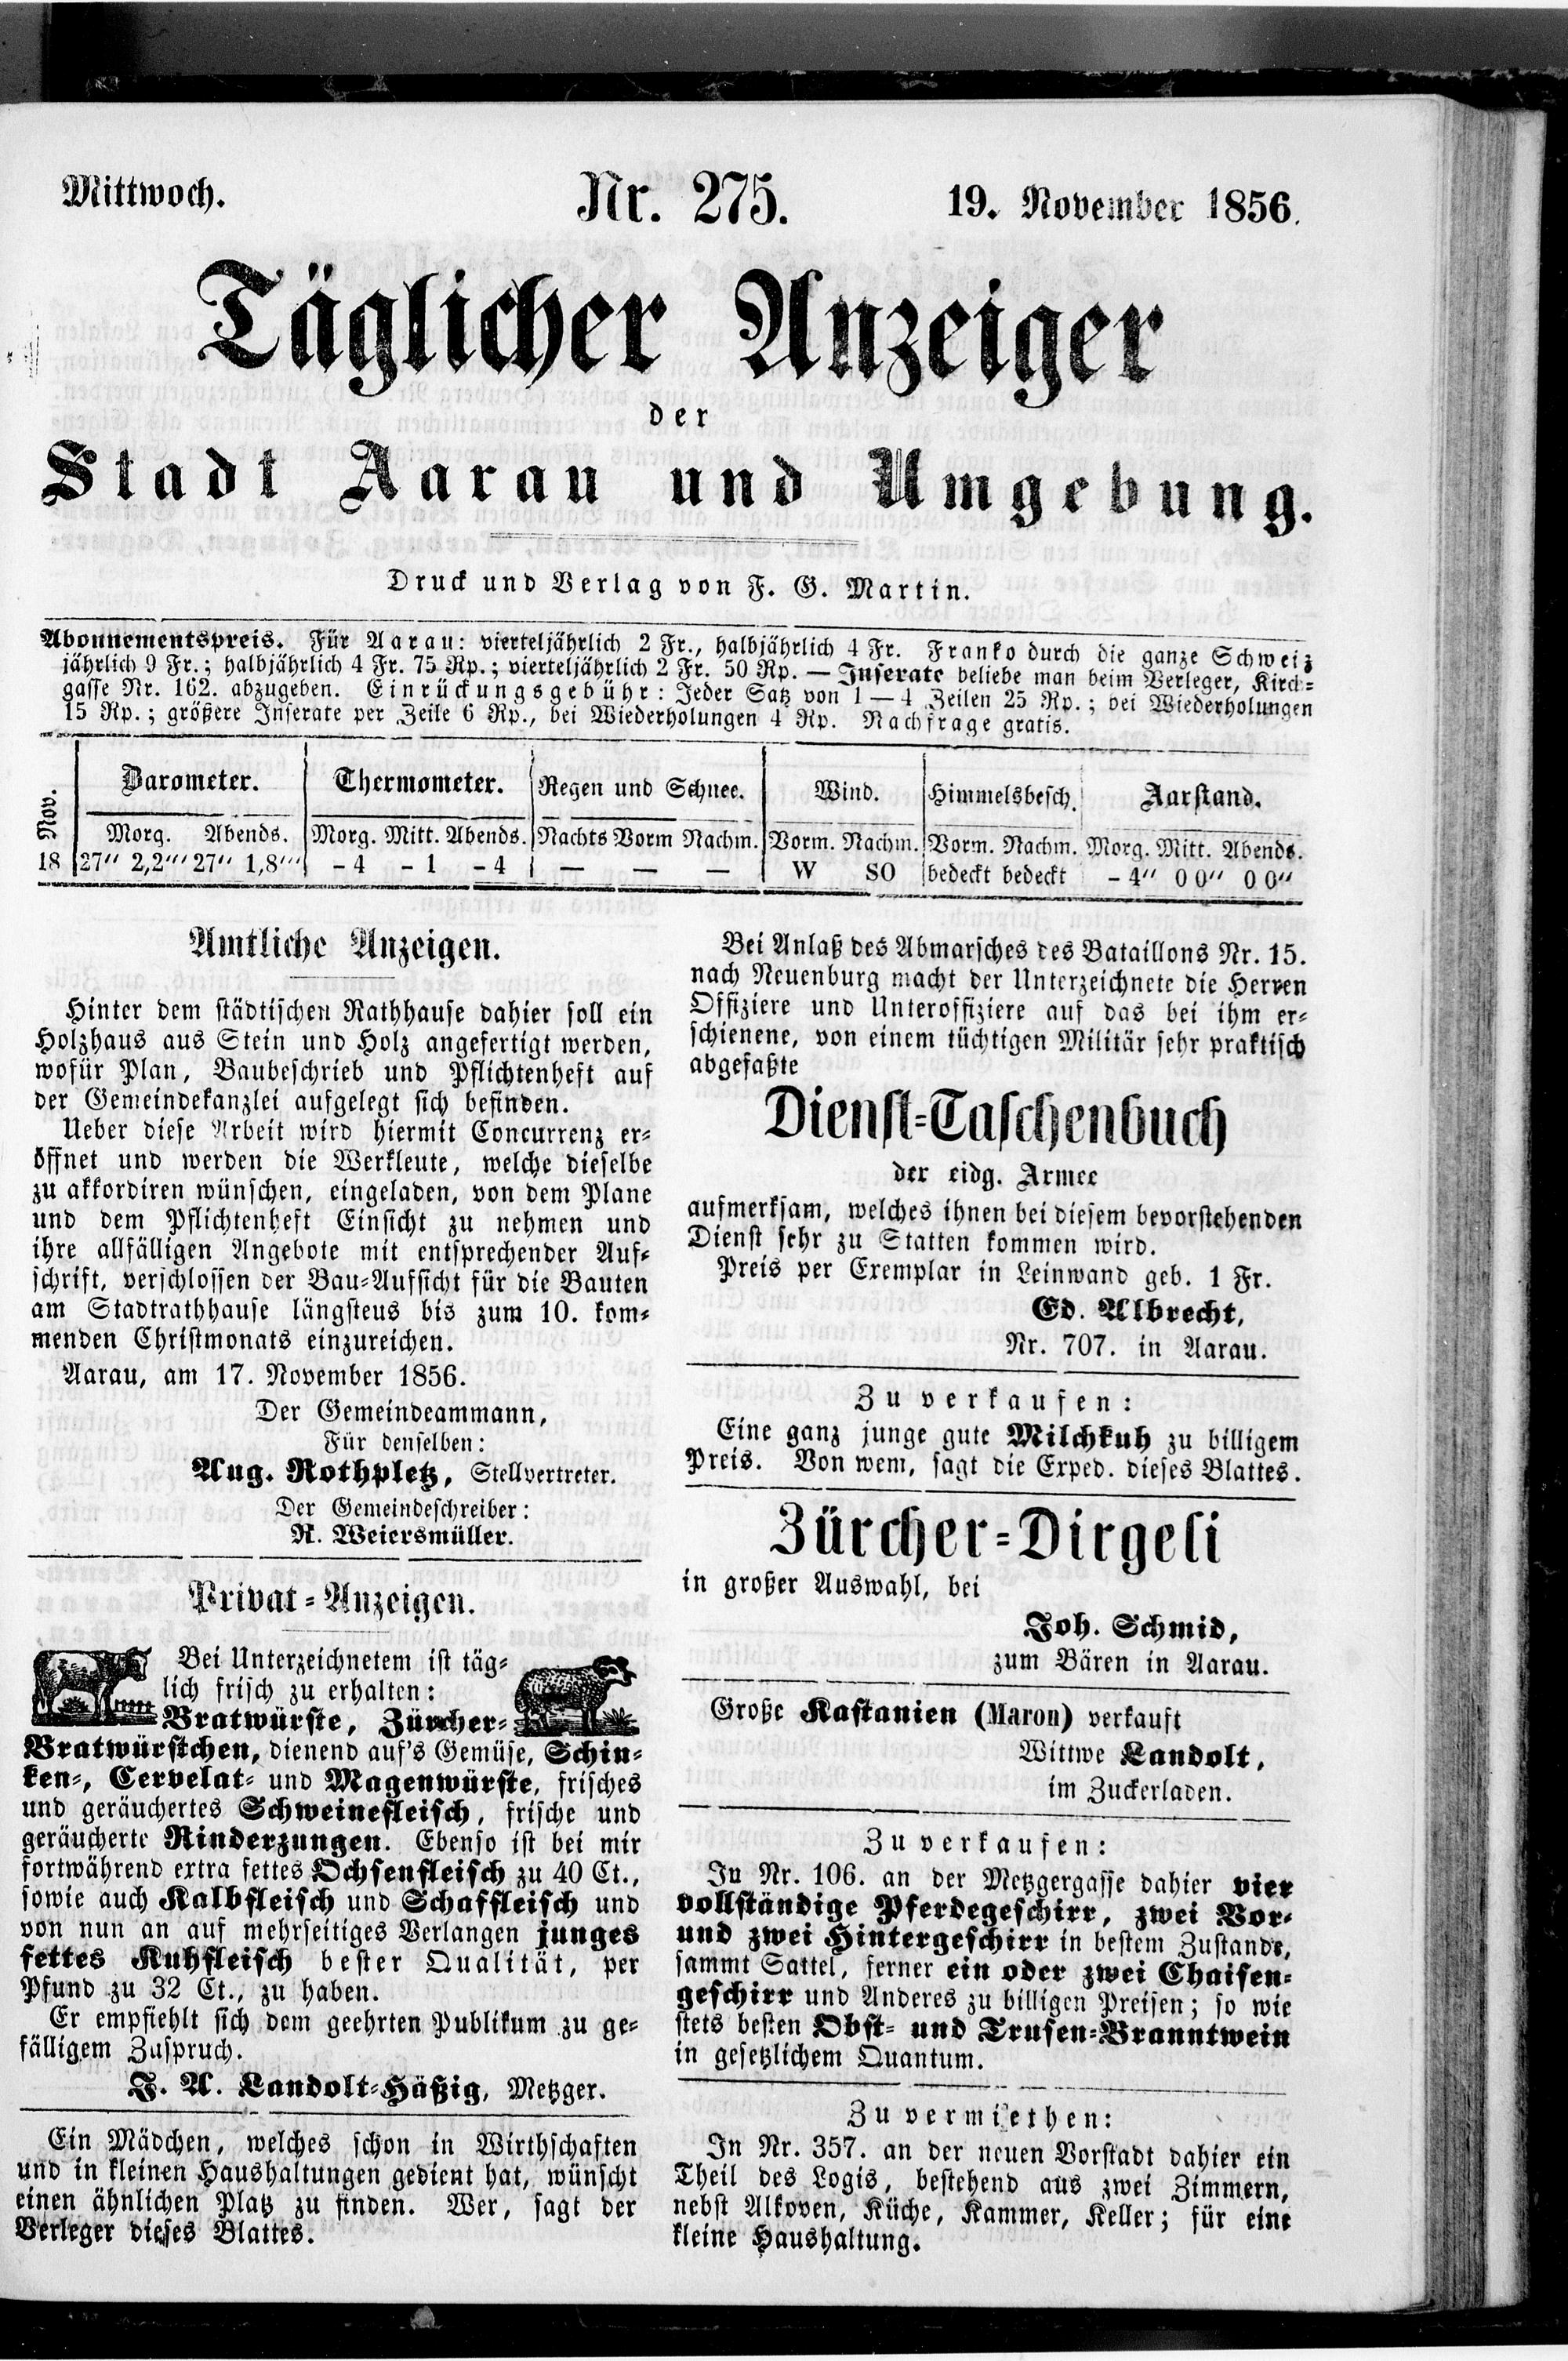 Mittwoch.
Nr. 275.
19. November 1856.
Täglicher Anzeiger
der
Stadt Aarau und Umgebung.
Druck und Verlag von F. G. Martin.
Abonnementspreis. Für Aarau: vierteljährlich 2 Fr., halbjährlich 4 Fr. Franko durch die ganze Schweiz
jährlich 9 Fr.; halbjährlich 4 Fr. 75 Rp.; vierteljährlich 2 Fr. 50 Rp. — Inserate beliebe man beim Verleger, Kirch-
gasse Nr. 162. abzugeben. Einrückungsgebühr: Jeder Satz von 1—4 Zeilen 25 Rp.; bei Wiederholungen
15 Rp.; größere Inserate per Zeile 6 Rp., bei Wiederholungen 4 Rp. Nachfrage gratis.
Nov. Barometer. Thermometer. Regen und Schnee. Wind. Himmelsbesch. Aarstand.
Morg. Abends. Morg. Mitt. Abends. Nachts Vorm Nachm. Vorm. Nachm. Vorm. Nachm. Morg. Mitt. Abends.
18 27" 2,2"' 27" 1,8"' -4 -1 -4 — — — W SO bedeckt bedeckt -4" 0 0" 0 0"
Amtliche Anzeigen.
Hinter dem städtischen Rathhause dahier soll ein
Holzhaus aus Stein und Holz angefertigt werden,
wofür Plan, Baubeschrieb und Pflichtenheft auf
der Gemeindekanzlei aufgelegt sich befinden.
Ueber diese Arbeit wird hiermit Concurrenz er-
öffnet und werden die Werkleute, welche dieselbe
zu akkordiren wünschen, eingeladen, von dem Plane
und dem Pflichtenheft Einsicht zu nehmen und
ihre allfälligen Angebote mit entsprechender Auf-
schrift, verschlossen der Bau-Aufsicht für die Bauten
am Stadtrathhause längsteus bis zum 10. kom-
menden Christmonats einzureichen.
Aarau, am 17. November 1856.
Der Gemeindeammann,
Für denselben:
Aug. Rothpletz, Stellvertreter.
Der Gemeindeschreiber:
R. Weiersmüller.
Privat-Anzeigen.
Bei Unterzeichnetem ist täg-
lich frisch zu erhalten:
Bratwürste, Zürcher-
Bratwürstchen, dienend auf's Gemüse, Schin-
ken-, Cervelat- und Magenwürste, frisches
und geräuchertes Schweinefleisch, frische und
geräucherte Rinderzungen. Ebenso ist bei mir
fortwährend extra fettes Ochsenfleisch zu 40 Ct.,
sowie auch Kalbfleisch und Schaffleisch und
von nun an auf mehrseitiges Verlangen junges
fettes Kuhfleisch bester Qualität, per
Pfund zu 32 Ct., zu haben.
Er empfiehlt sich dem geehrten Publikum zu ge-
fälligem Zuspruch.
J. A. Landolt-Häßig, Metzger.
Ein Mädchen, welches schon in Wirthschaften
und in kleinen Haushaltungen gedient hat, wünscht
einen ähnlichen Platz zu finden. Wer, sagt der
Verleger dieses Blattes.
Bei Anlaß des Abmarsches des Bataillons Nr. 15.
nach Neuenburg macht der Unterzeichnete die Herren
Offiziere und Unteroffiziere auf das bei ihm er-
schienene, von einem tüchtigen Militär sehr praktisch
abgefaßte
Dienst-Taschenbuch
der eidg. Armee
aufmerksam, welches ihnen bei diesem bevorstehenden
Dienst sehr zu Statten kommen wird.
Preis per Exemplar in Leinwand geb. 1 Fr.
Ed. Albrecht,
Nr. 707. in Aarau.
Zu verkaufen:
Eine ganz junge gute Milchkuh zu billigem
Preis. Von wem, sagt die Exped. dieses Blattes.
Zürcher-Dirgeli
in großer Auswahl, bei
Joh. Schmid,
zum Bären in Aarau.
Große Kastanien (Maron) verkauft
Wittwe Landolt,
im Zuckerladen.
Zu verkaufen:
In Nr. 106. an der Metzgergasse dahier vier
vollständige Pferdegeschirr, zwei Vor-
und zwei Hintergeschirr in bestem Zustande,
sammt Sattel, ferner ein oder zwei Chaisen-
geschirr und Anderes zu billigen Preisen; so wie
stets besten Obst- und Trusen-Branntwein
in gesetzlichem Quantum.
Zu vermiethen:
In Nr. 357. an der neuen Vorstadt dahier ein
Theil des Logis, bestehend aus zwei Zimmern,
nebst Alkoven, Küche, Kammer, Keller; für eine
kleine Haushaltung.